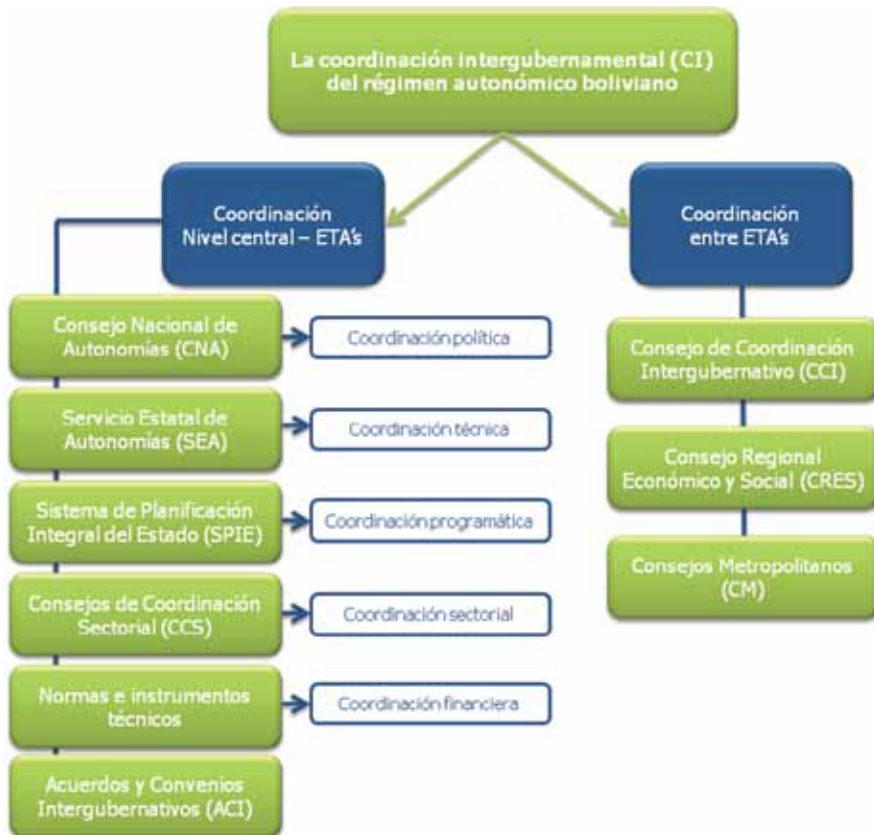 La coordinación intergubernamental (CI)
del régimen autonómico boliviano
Coordinación
Nivel central – ETA's
Coordinación
entre ETA's
Consejo Nacional de
Autonomías (CNA)
Coordinación política
Servicio Estatal de
Autonomías (SEA)
Coordinación técnica
Sistema de Planificación
Integral del Estado (SPIE)
Coordinación programática
Consejos de Coordinación
Sectorial (CCS)
Coordinación sectorial
Normas e instrumentos
técnicos
Coordinación financiera
Acuerdos y Convenios
Intergubernativos (ACI)
Consejo de Coordinación
Intergubernativo (CCI)
Consejo Regional
Económico y Social (CRES)
Consejos Metropolitanos
(CM)